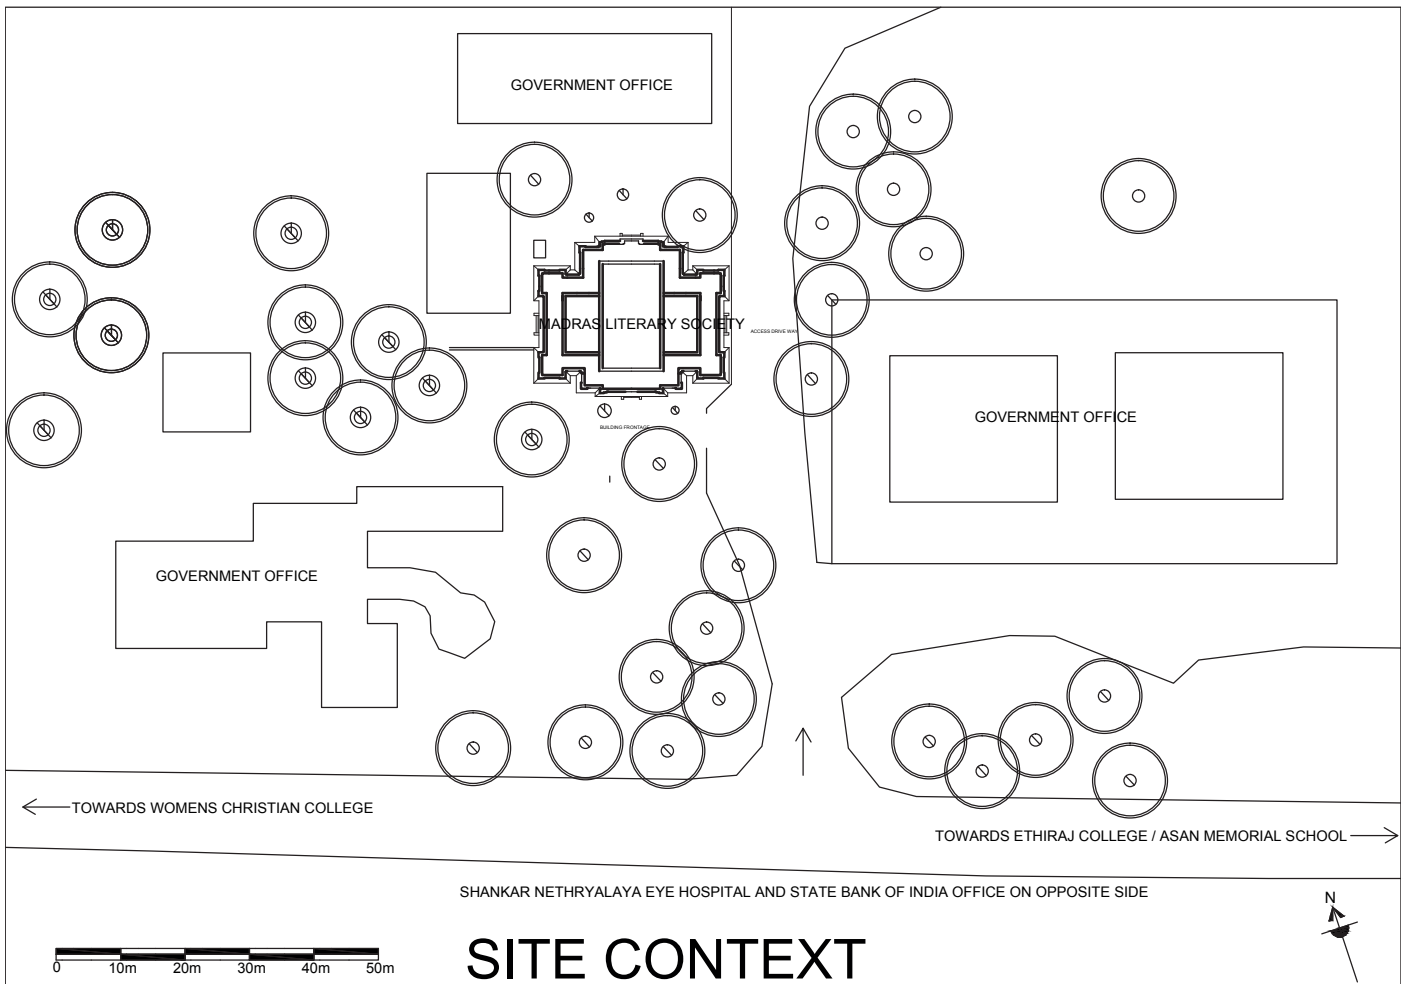 GOVERNMENT OFFICE
MADRAS LITERARY SOCIETY
ACCESS DRIVE WAY
GOVERNMENT OFFICE
BUILDING FRONTAGE
GOVERNMENT OFFICE
TOWARDS WOMENS CHRISTIAN COLLEGE
TOWARDS ETHIRAJ COLLEGE / ASAN MEMORIAL SCHOOL
SHANKAR NETHRYALAYA EYE HOSPITAL AND STATE BANK OF INDIA OFFICE ON OPPOSITE SIDE
N
0 10m 20m 30m 40m 50m
SITE CONTEXT